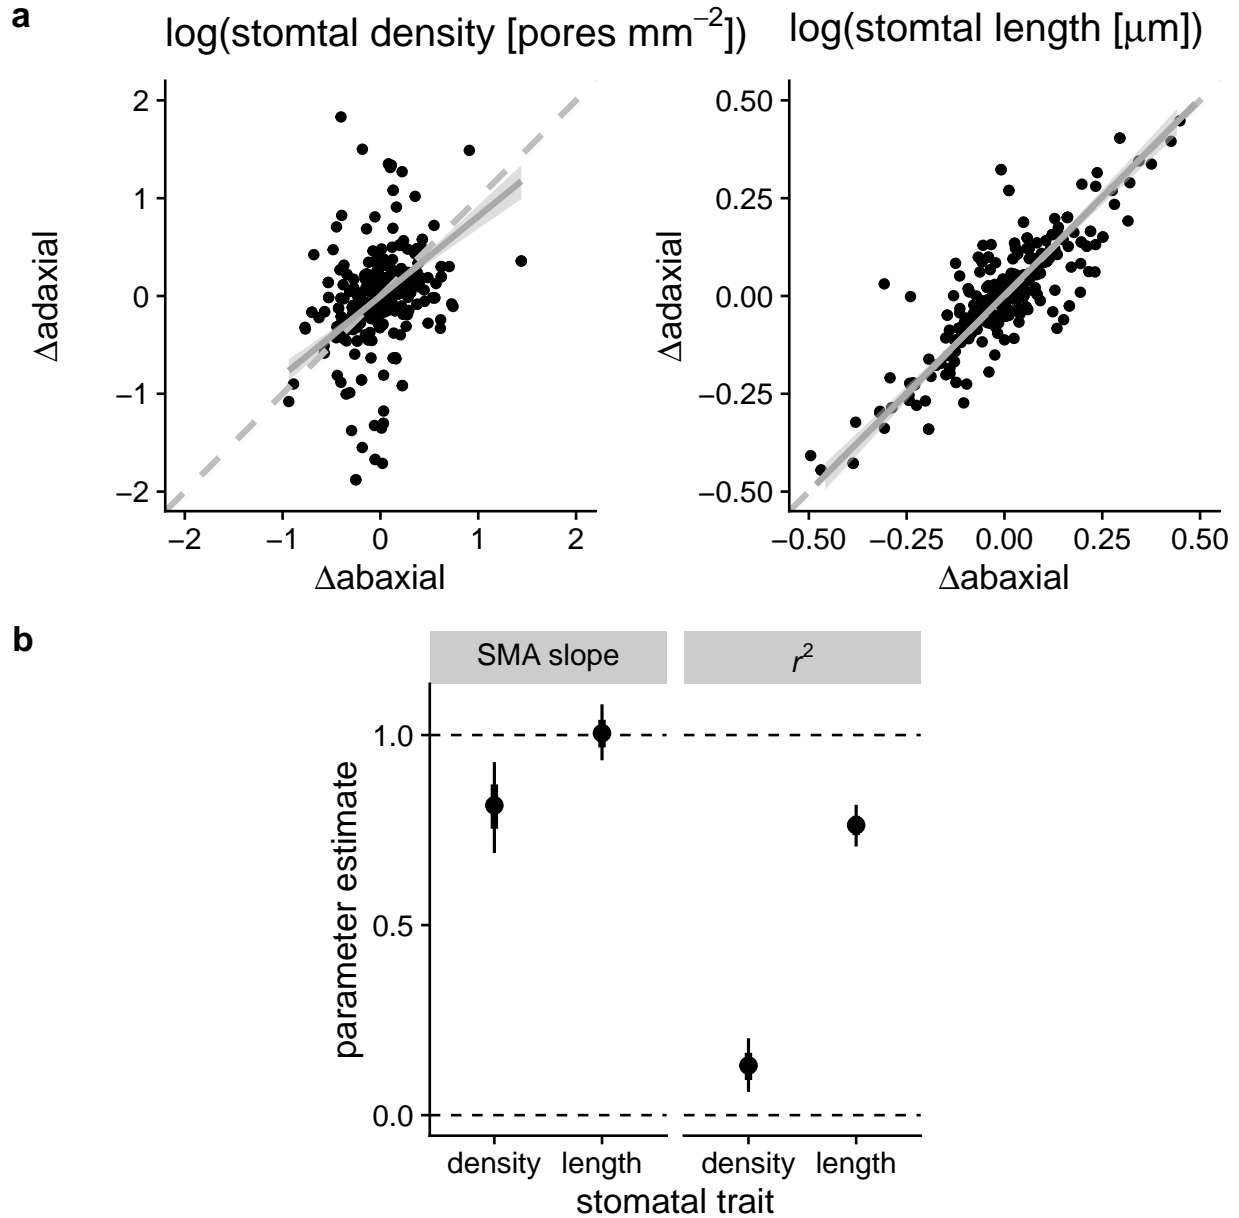 a
log(stomtal density [pores mm⁻²])
log(stomtal length [μm])
2
1
0
−1
−2
Δadaxial
−2 −1 0 1 2
Δabaxial
0.50
0.25
0.00
−0.25
−0.50
Δadaxial
−0.50 −0.25 0.00 0.25 0.50
Δabaxial
b
SMA slope
r²
1.0
0.5
0.0
parameter estimate
density length
density length
stomatal trait